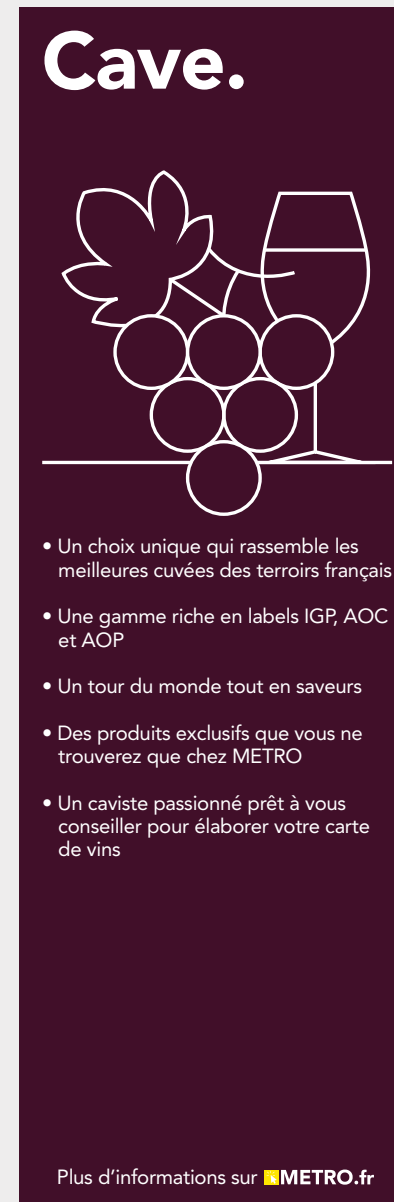 Cave.
• Un choix unique qui rassemble les
meilleures cuvées des terroirs français
• Une gamme riche en labels IGP, AOC
et AOP
• Un tour du monde tout en saveurs
• Des produits exclusifs que vous ne
trouverez que chez METRO
• Un caviste passionné prêt à vous
conseiller pour élaborer votre carte
de vins
Plus d’informations sur METRO.fr